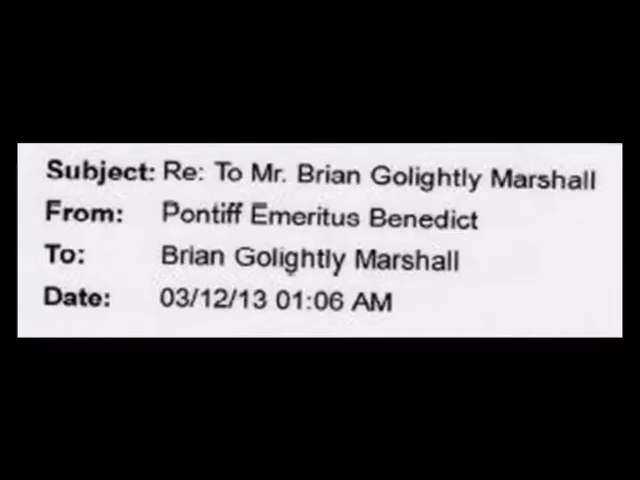 Subject: Re: To Mr. Brian Golightly Marshall
From: Pontiff Emeritus Benedict
To: Brian Golightly Marshall
Date: 03/12/13 01:06 AM